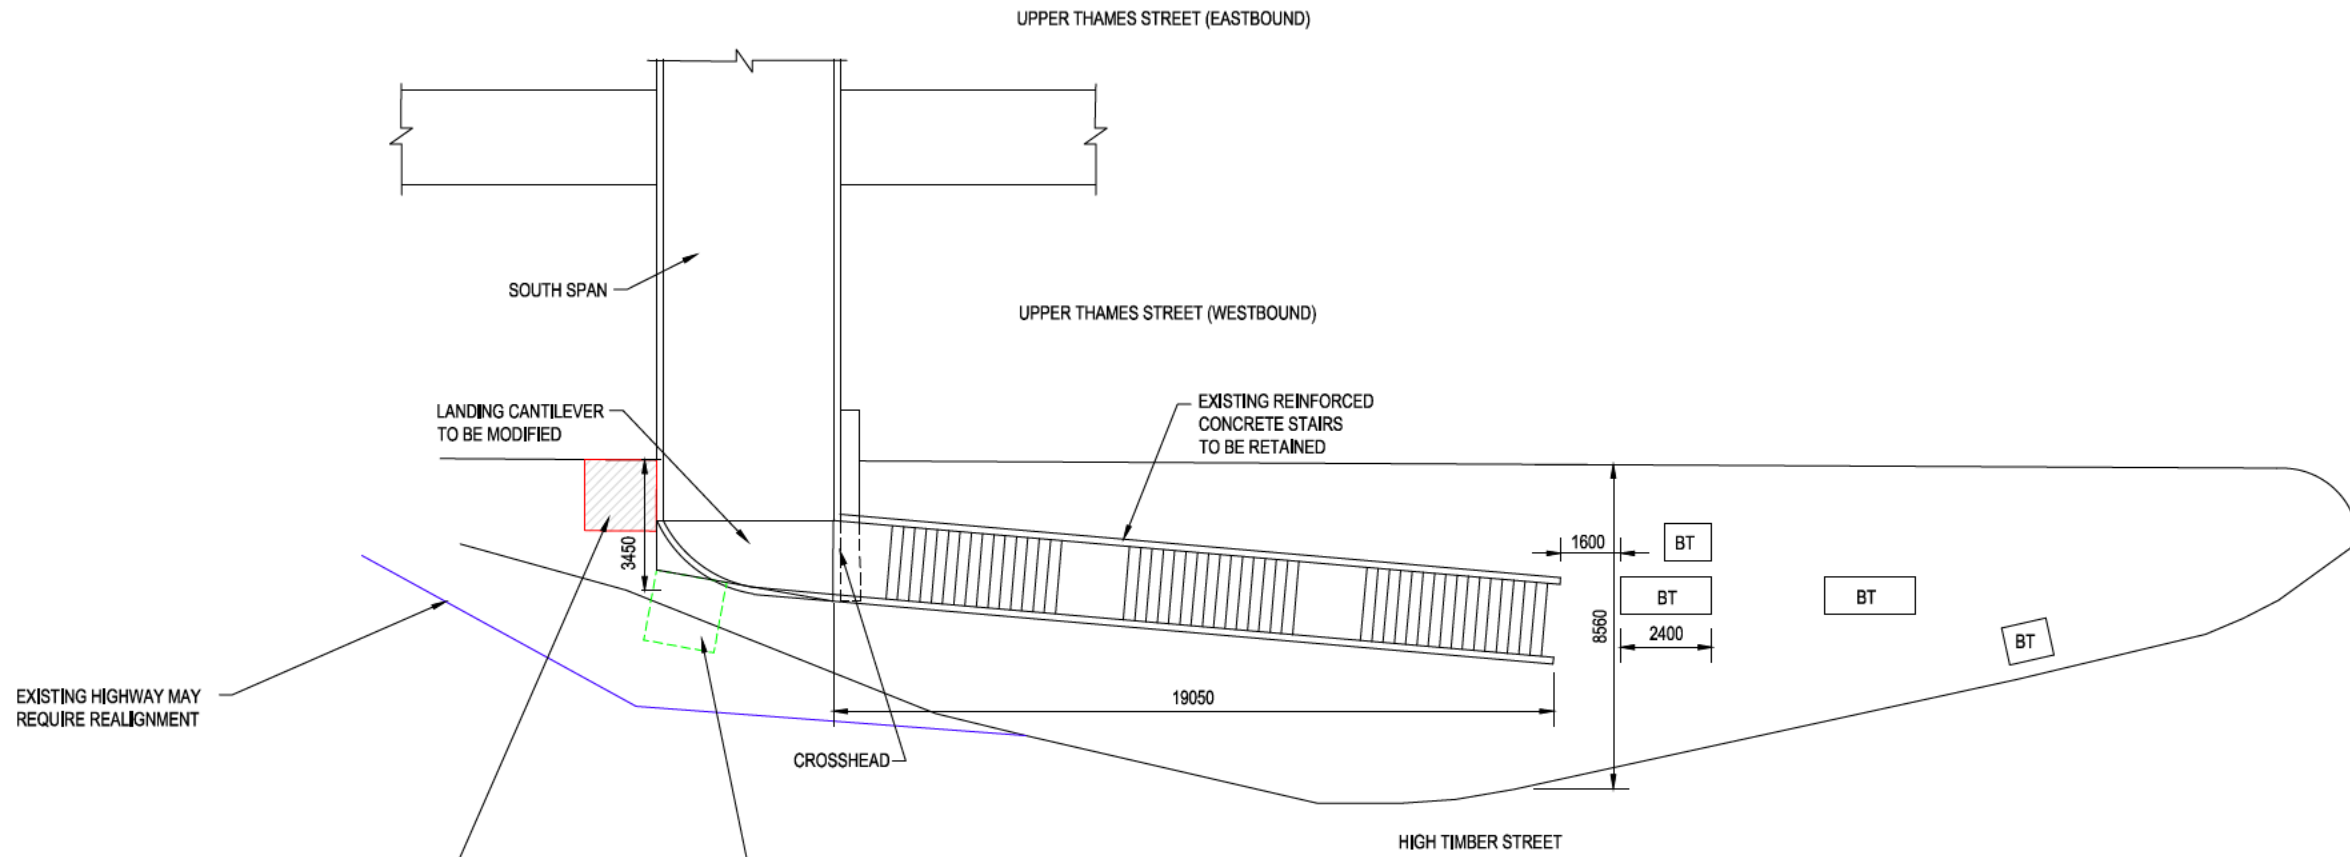 UPPER THAMES STREET (EASTBOUND)
SOUTH SPAN
UPPER THAMES STREET (WESTBOUND)
LANDING CANTILEVER
TO BE MODIFIED
EXISTING REINFORCED
CONCRETE STAIRS
TO BE RETAINED
3450
1600
BT
BT
BT
2400
8560
BT
EXISTING HIGHWAY MAY
REQUIRE REALIGNMENT
19050
CROSSHEAD
HIGH TIMBER STREET